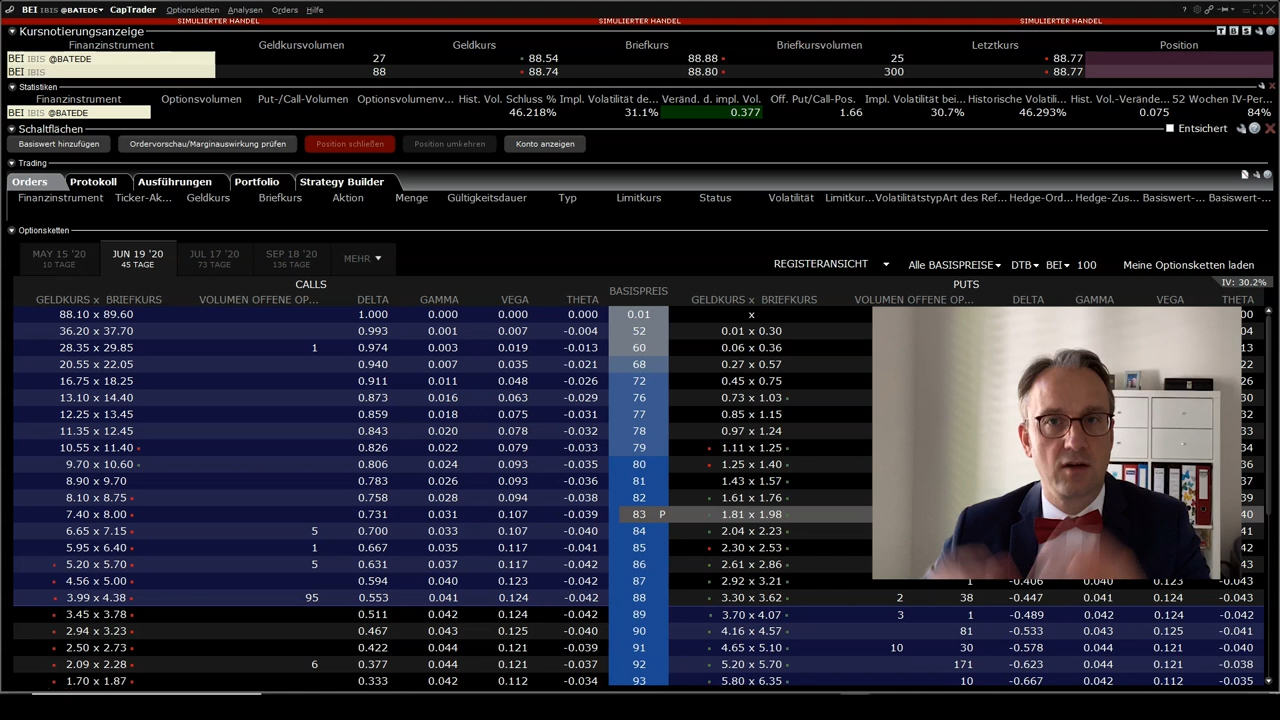 BEI IBIS @BATEDE CapTrader Optionsketten Analysen Orders Hilfe ?
SIMULIERTER HANDEL SIMULIERTER HANDEL SIMULIERTER HANDEL
Kursnotierungsanzeige T B S
Finanzinstrument Geldkursvolumen Geldkurs Briefkurs Briefkursvolumen Letztkurs Position
BEI IBIS @BATEDE 27 88.54 88.88 25 88.77
BEI IBIS 88 88.74 88.80 300 88.77
Statistiken
Finanzinstrument Optionsvolumen Put-/Call-Volumen Optionsvolumenv... Hist. Vol. Schluss % Impl. Volatilität de... Veränd. d. impl. Vol. Off. Put/Call-Pos. Impl. Volatilität bei... Historische Volatili... Hist. Vol.-Verände... 52 Wochen IV-Per...
BEI IBIS @BATEDE 46.218% 31.1% 0.377 1.66 30.7% 46.293% 0.075 84%
Schaltflächen Entsichert
Basiswert hinzufügen Ordervorschau/Marginauswirkung prüfen Position schließen Position umkehren Konto anzeigen
Trading
Orders Protokoll Ausführungen Portfolio Strategy Builder
Finanzinstrument Ticker-Ak... Geldkurs Briefkurs Aktion Menge Gültigkeitsdauer Typ Limitkurs Status Volatilität Limitkur... Volatilitätstyp Art des Ref... Hedge-Ord... Hedge-Zus... Basiswert-... Basiswert-...
Optionsketten
MAY 15 '20 JUN 19 '20 JUL 17 '20 SEP 18 '20 MEHR
10 TAGE 45 TAGE 73 TAGE 136 TAGE
REGISTERANSICHT Alle BASISPREISE DTB BEI 100 Meine Optionsketten laden
CALLS BASISPREIS PUTS IV: 30.2%
GELDKURS x BRIEFKURS VOLUMEN OFFENE OP... DELTA GAMMA VEGA THETA GELDKURS x BRIEFKURS VOLUMEN OFFENE OP... DELTA GAMMA VEGA THETA
88.10 x 89.60 1.000 0.000 0.000 0.000 0.01 x 00
36.20 x 37.70 0.993 0.001 0.007 -0.004 52 0.01 x 0.30 04
28.35 x 29.85 1 0.974 0.003 0.019 -0.013 60 0.06 x 0.36 12
20.55 x 22.05 0.940 0.007 0.035 -0.021 68 0.27 x 0.57 22
16.75 x 18.25 0.911 0.011 0.048 -0.026 72 0.45 x 0.75 26
13.10 x 14.40 0.873 0.016 0.063 -0.029 76 0.73 x 1.03 30
12.25 x 13.45 0.859 0.018 0.075 -0.031 77 0.85 x 1.15 32
11.35 x 12.45 0.843 0.020 0.078 -0.032 78 0.97 x 1.24 33
10.55 x 11.40 0.826 0.022 0.079 -0.033 79 1.11 x 1.25 34
9.70 x 10.60 0.806 0.024 0.093 -0.035 80 1.25 x 1.40 36
8.90 x 9.70 0.783 0.026 0.093 -0.036 81 1.43 x 1.57 37
8.10 x 8.75 0.758 0.028 0.094 -0.038 82 1.61 x 1.76 38
7.40 x 8.00 0.731 0.031 0.107 -0.039 83 P 1.81 x 1.98 40
6.65 x 7.15 5 0.700 0.033 0.107 -0.040 84 2.04 x 2.23 41
5.95 x 6.40 1 0.667 0.035 0.117 -0.041 85 2.30 x 2.53 42
5.20 x 5.70 5 0.631 0.037 0.117 -0.042 86 2.61 x 2.86 43
4.56 x 5.00 0.594 0.040 0.123 -0.042 87 2.92 x 3.21 1 -0.406 0.040 0.123 -0.043
3.99 x 4.38 95 0.553 0.041 0.124 -0.042 88 3.30 x 3.62 2 38 -0.447 0.041 0.124 -0.043
3.45 x 3.78 0.511 0.042 0.124 -0.042 89 3.70 x 4.07 3 1 -0.489 0.042 0.124 -0.042
2.94 x 3.23 0.467 0.043 0.125 -0.040 90 4.16 x 4.57 81 -0.533 0.043 0.125 -0.041
2.50 x 2.73 0.422 0.044 0.121 -0.039 91 4.65 x 5.10 10 30 -0.578 0.044 0.121 -0.040
2.09 x 2.28 6 0.377 0.044 0.121 -0.037 92 5.20 x 5.70 171 -0.623 0.044 0.121 -0.038
1.70 x 1.87 0.333 0.042 0.112 -0.034 93 5.80 x 6.35 10 -0.667 0.042 0.112 -0.035